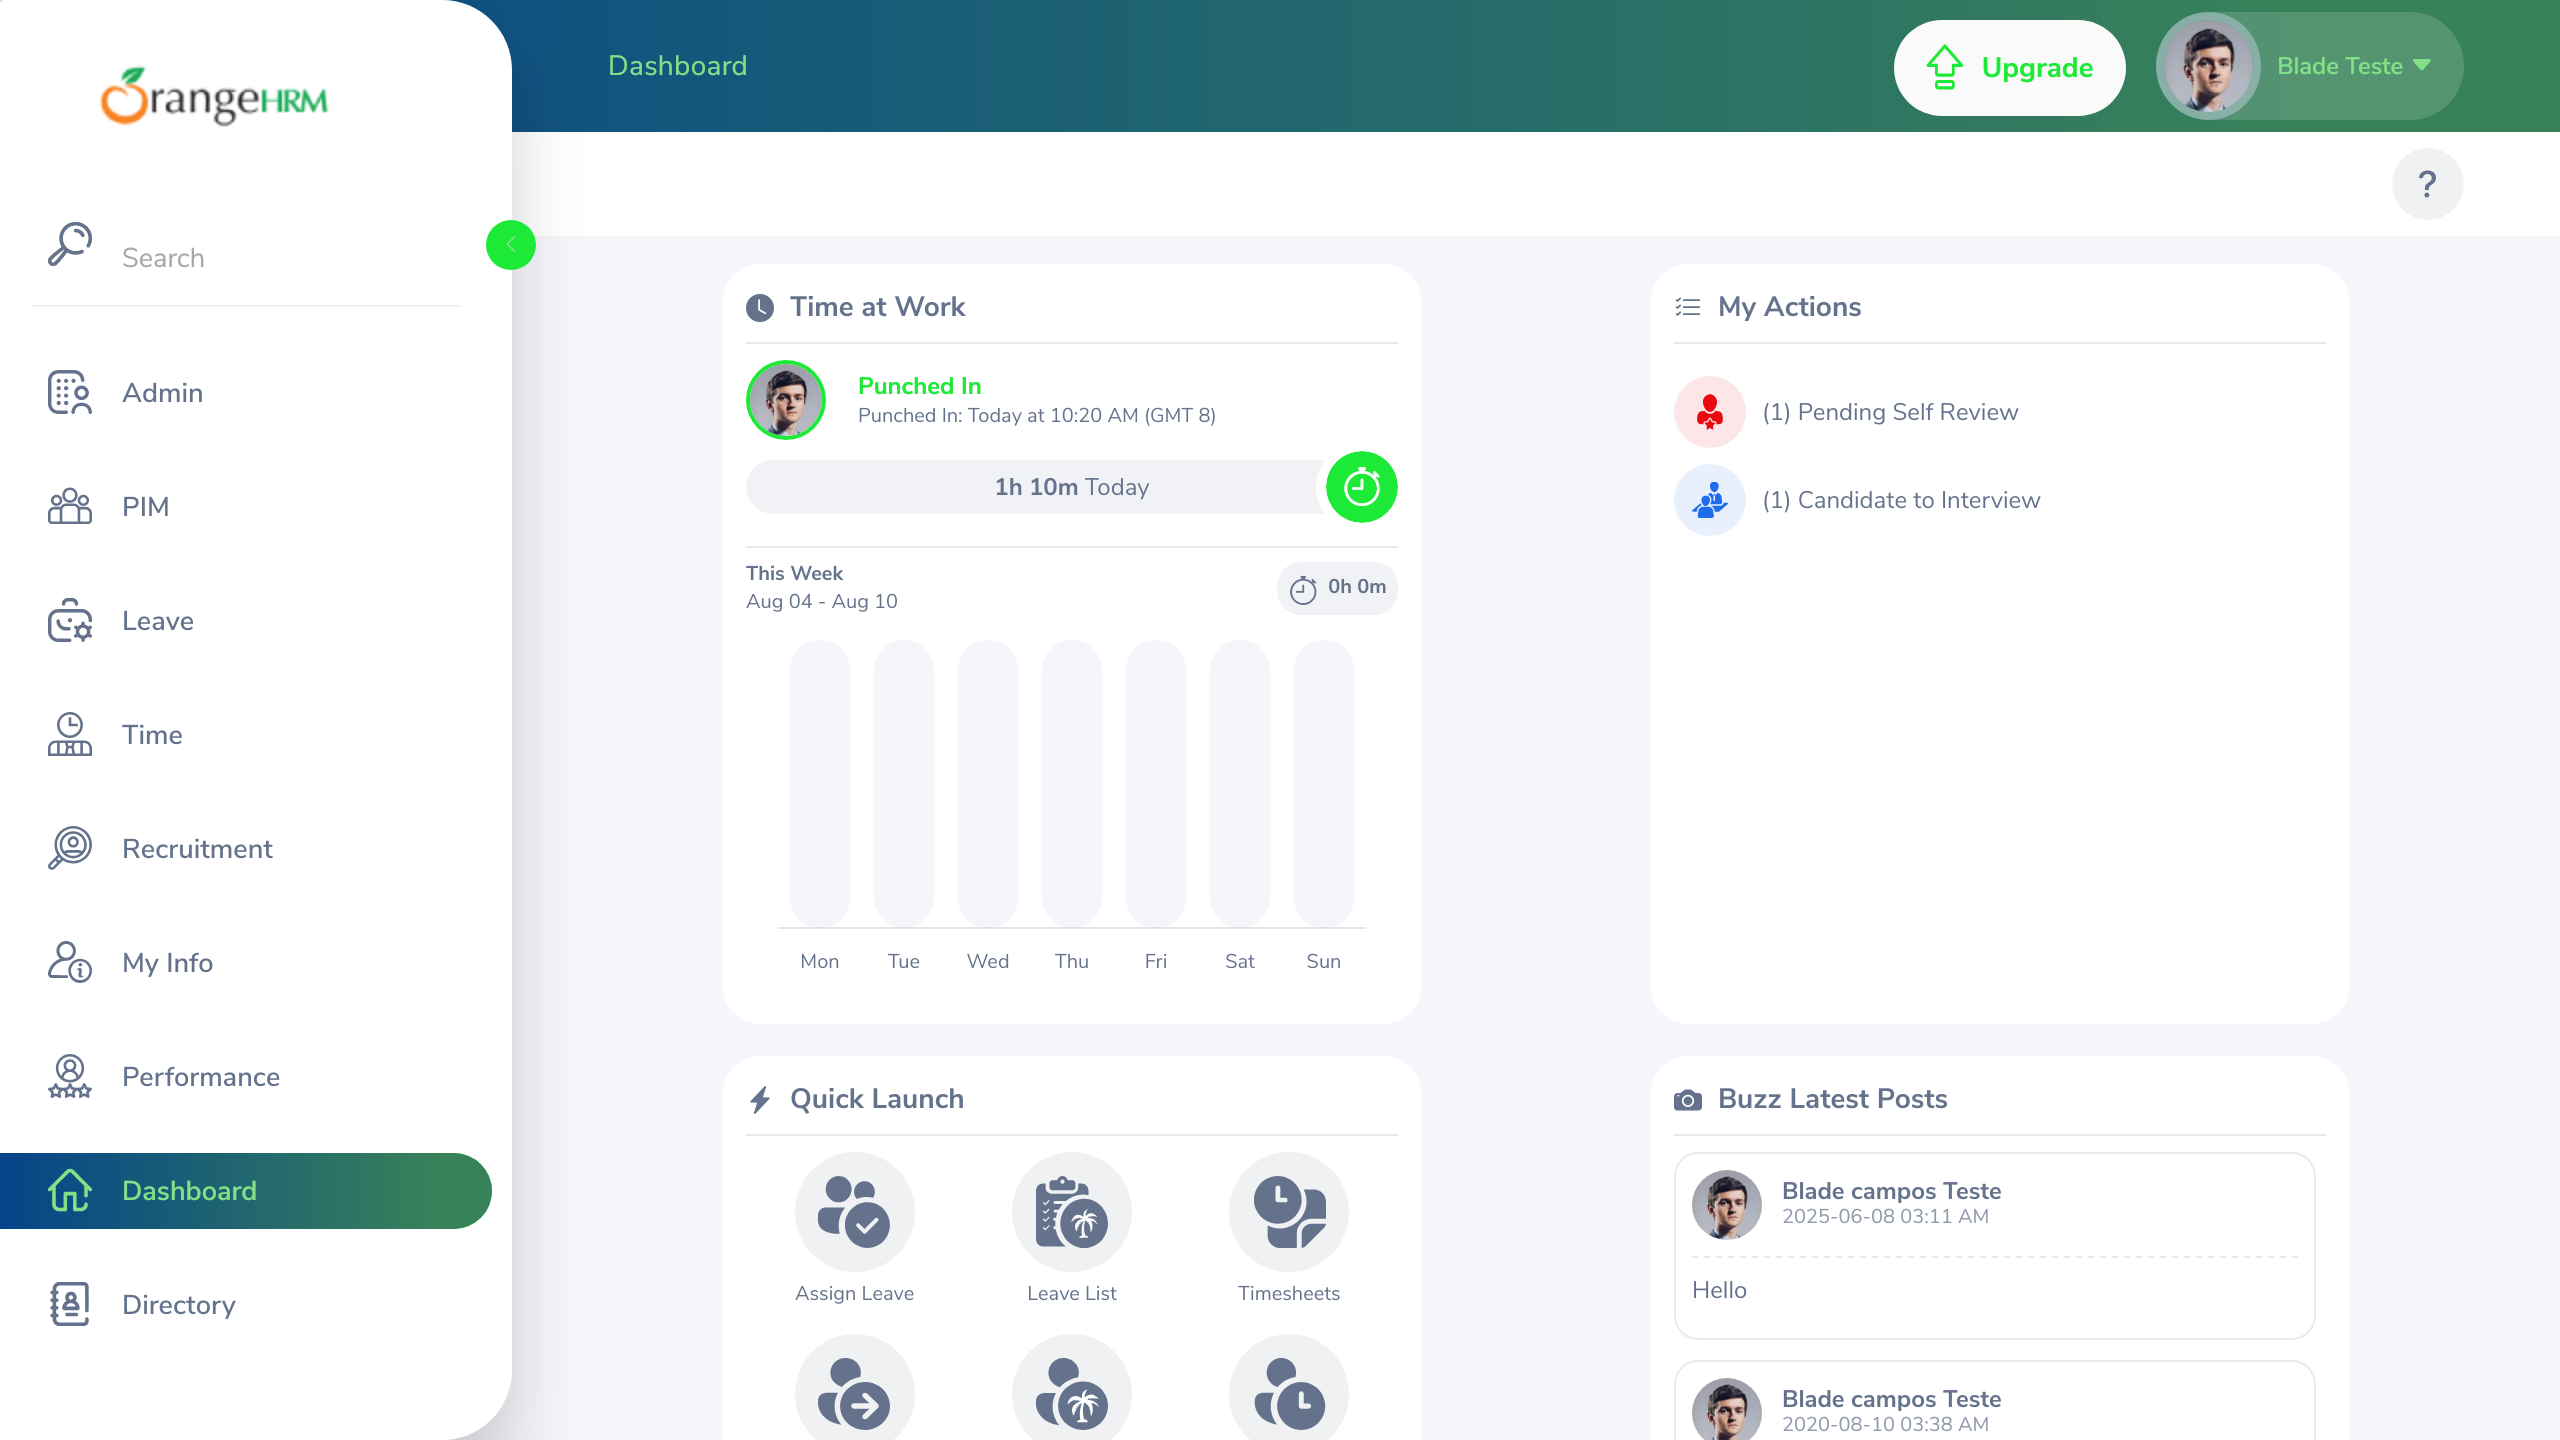 OrangeHRM
Search
Admin
PIM
Leave
Time
Recruitment
My Info
Performance
Dashboard
Directory
Dashboard
Upgrade
Blade Teste
?
Time at Work
Punched In
Punched In: Today at 10:20 AM (GMT 8)
1h 10m Today
This Week
Aug 04 - Aug 10
0h 0m
Mon Tue Wed Thu Fri Sat Sun
My Actions
(1) Pending Self Review
(1) Candidate to Interview
Quick Launch
Assign Leave
Leave List
Timesheets
Buzz Latest Posts
Blade campos Teste
2025-06-08 03:11 AM
Hello
Blade campos Teste
2020-08-10 03:38 AM